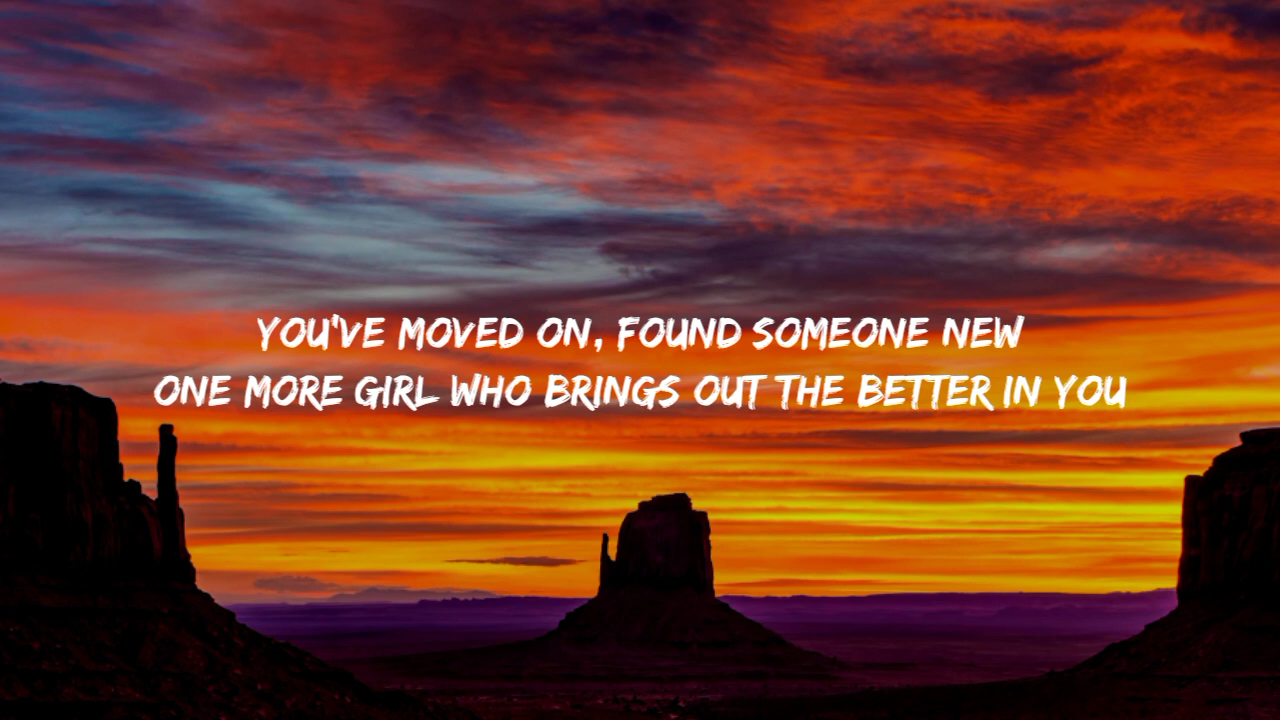 YOU'VE MOVED ON, FOUND SOMEONE NEW
ONE MORE GIRL WHO BRINGS OUT THE BETTER IN YOU